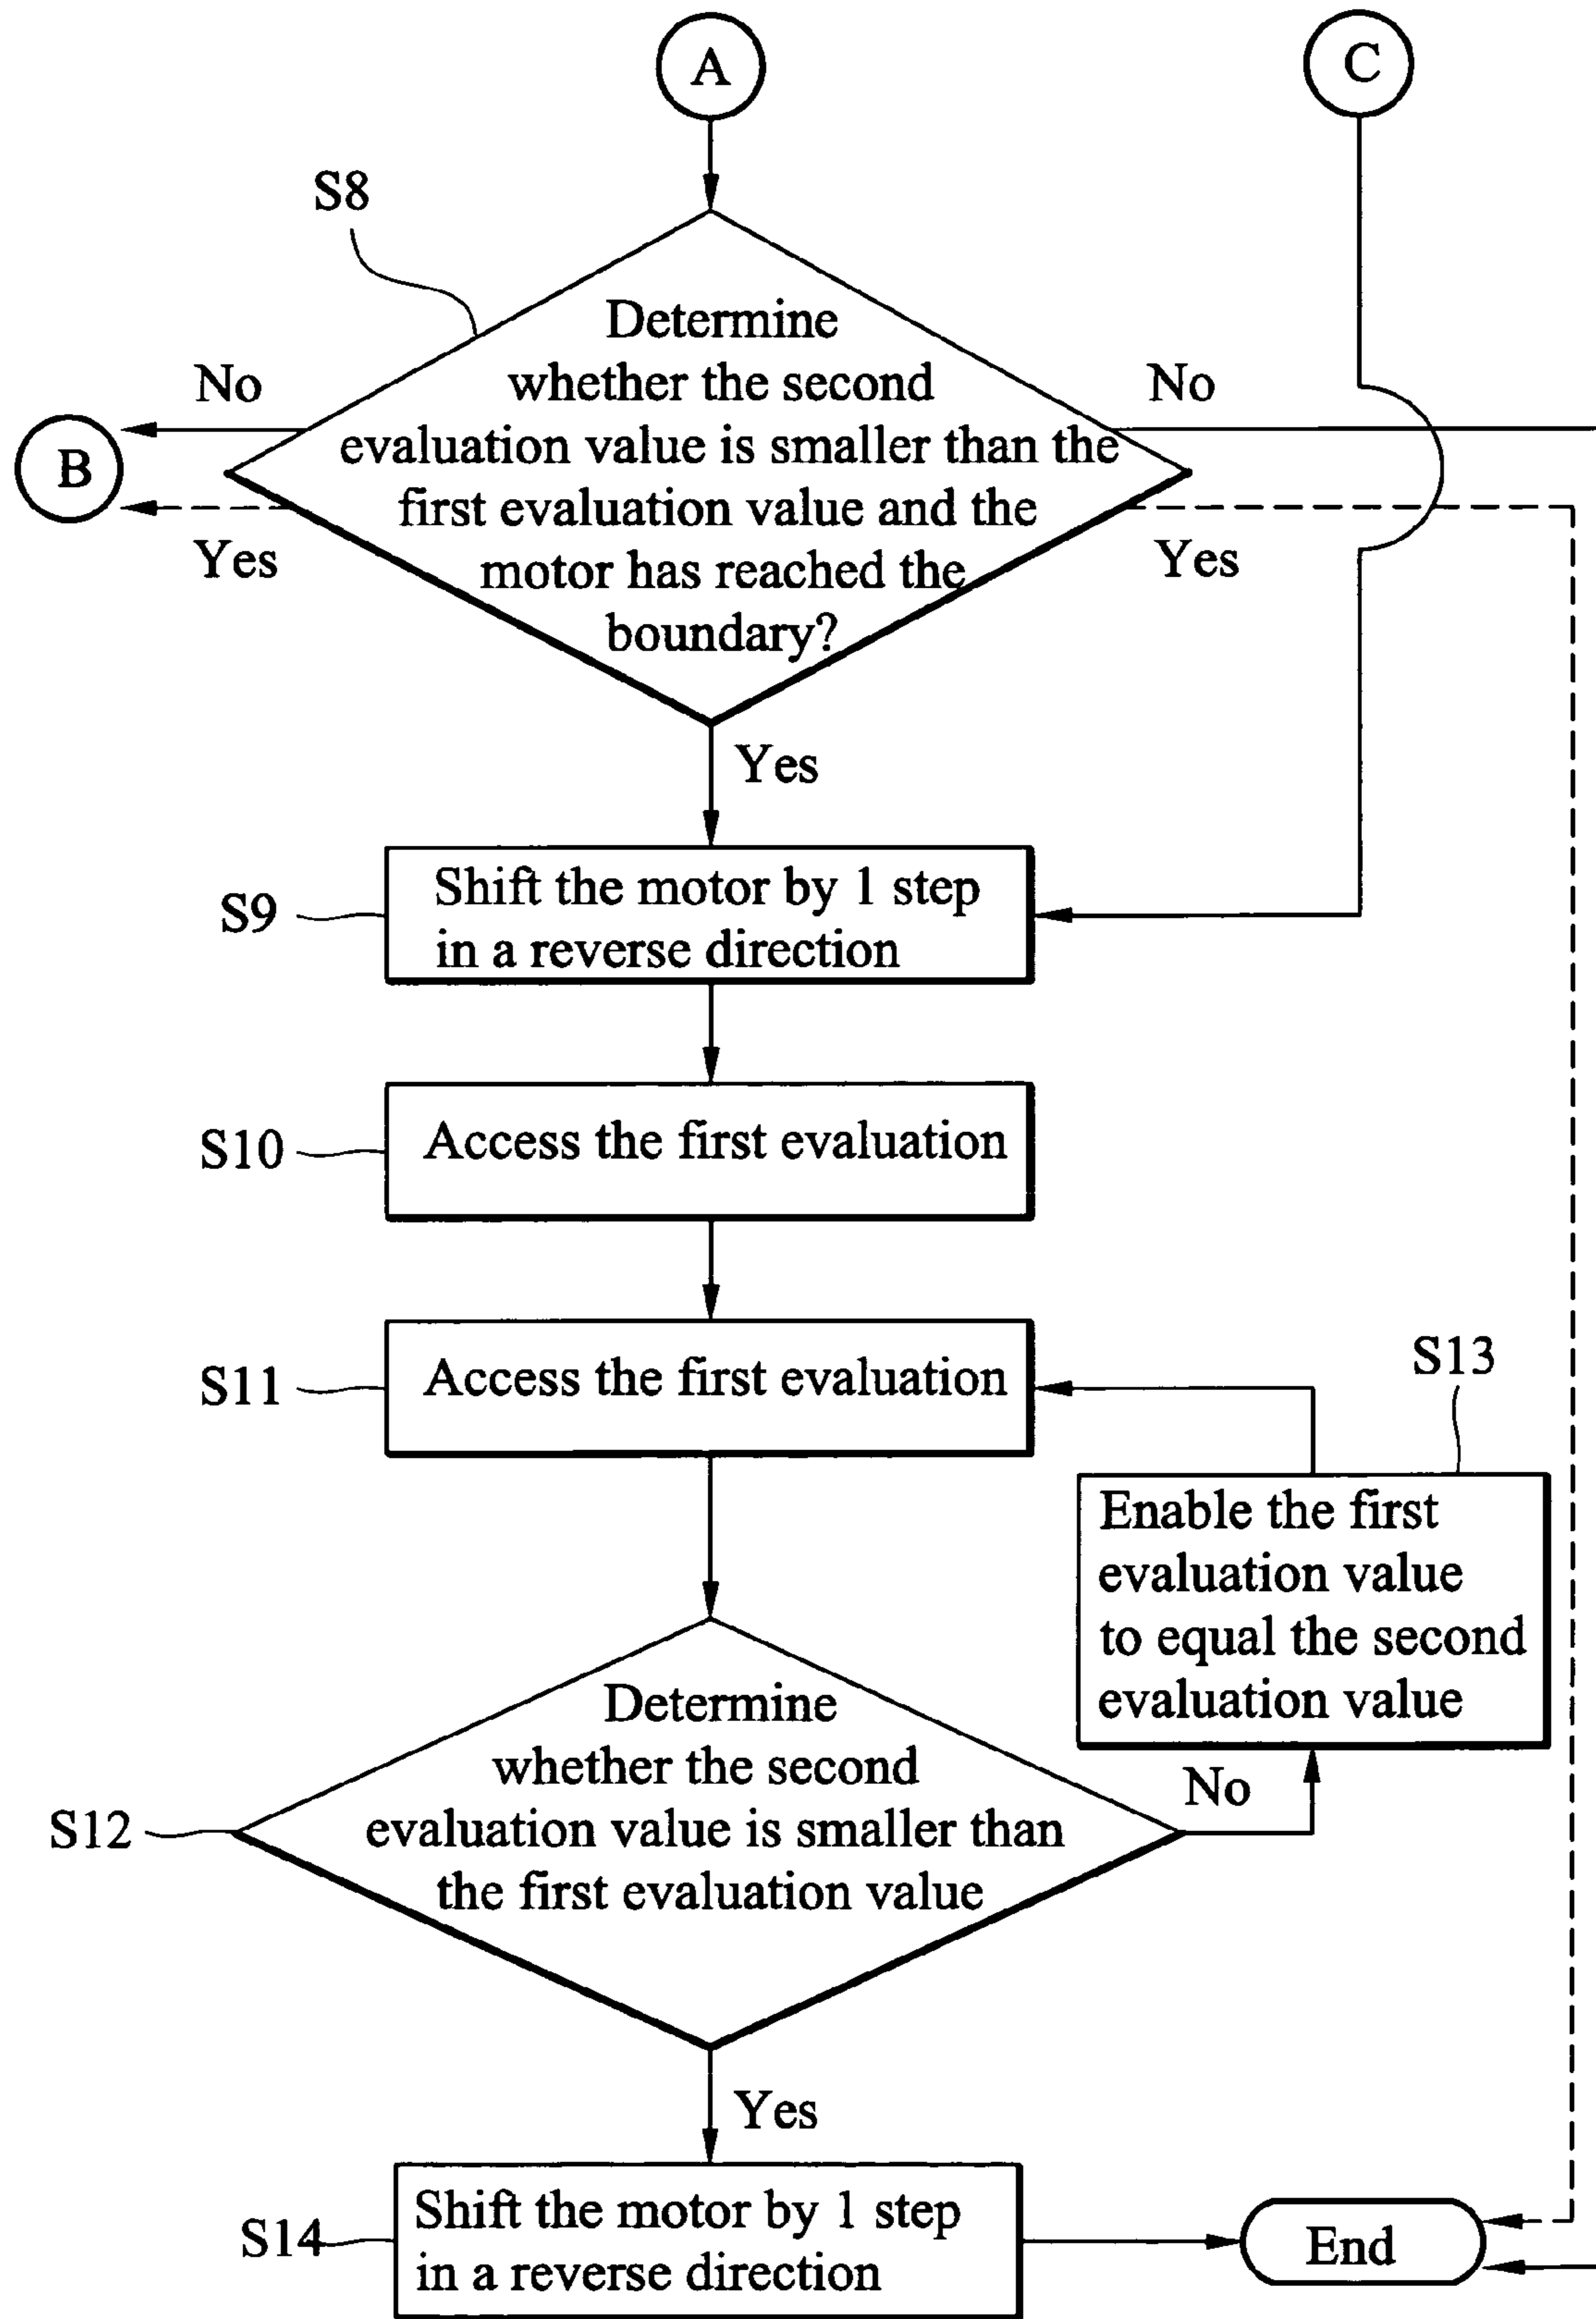 A
C
S8
Determine
whether the second
evaluation value is smaller than the
first evaluation value and the
motor has reached the
boundary?
No
No
B
Yes
Yes
Yes
S9
Shift the motor by 1 step
in a reverse direction
S10
Access the first evaluation
S11
Access the first evaluation
S13
Enable the first
evaluation value
to equal the second
evaluation value
S12
Determine
whether the second
evaluation value is smaller than
the first evaluation value
No
Yes
S14
Shift the motor by 1 step
in a reverse direction
End